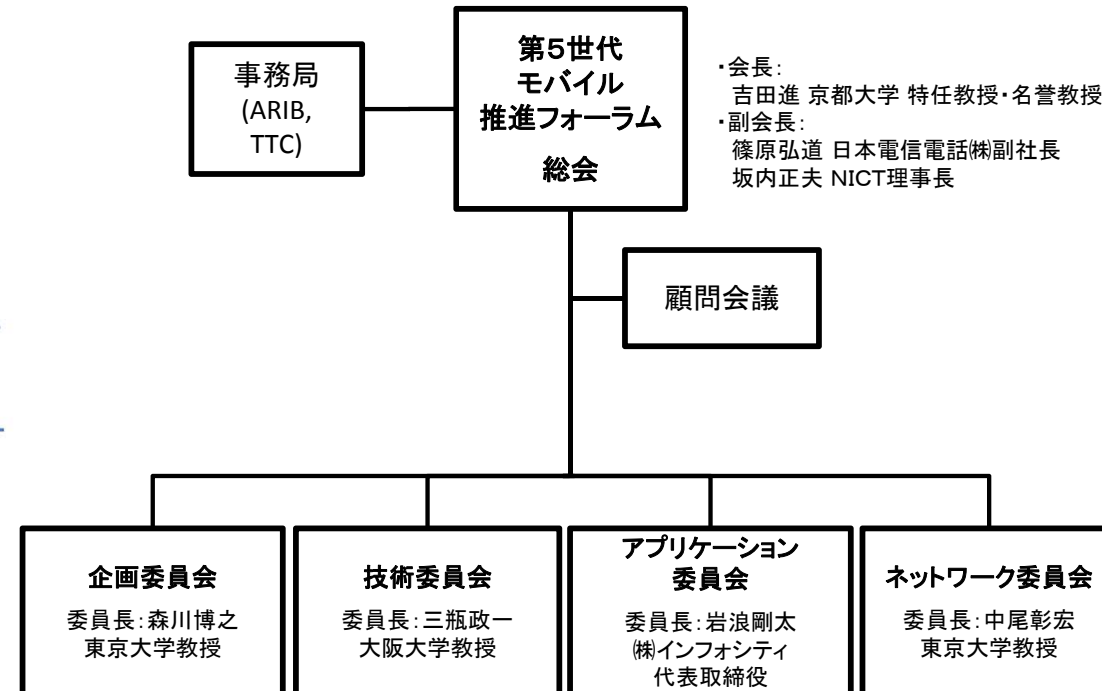 事務局
(ARIB,
TTC)
第5世代
モバイル
推進フォーラム
総会
・会長：
吉田進 京都大学 特任教授・名誉教授
・副会長：
篠原弘道 日本電信電話㈱副社長
坂内正夫 NICT理事長
顧問会議
企画委員会
委員長：森川博之
東京大学教授
技術委員会
委員長：三瓶政一
大阪大学教授
アプリケーション
委員会
委員長：岩浪剛太
㈱インフォシティ
代表取締役
ネットワーク委員会
委員長：中尾彰宏
東京大学教授